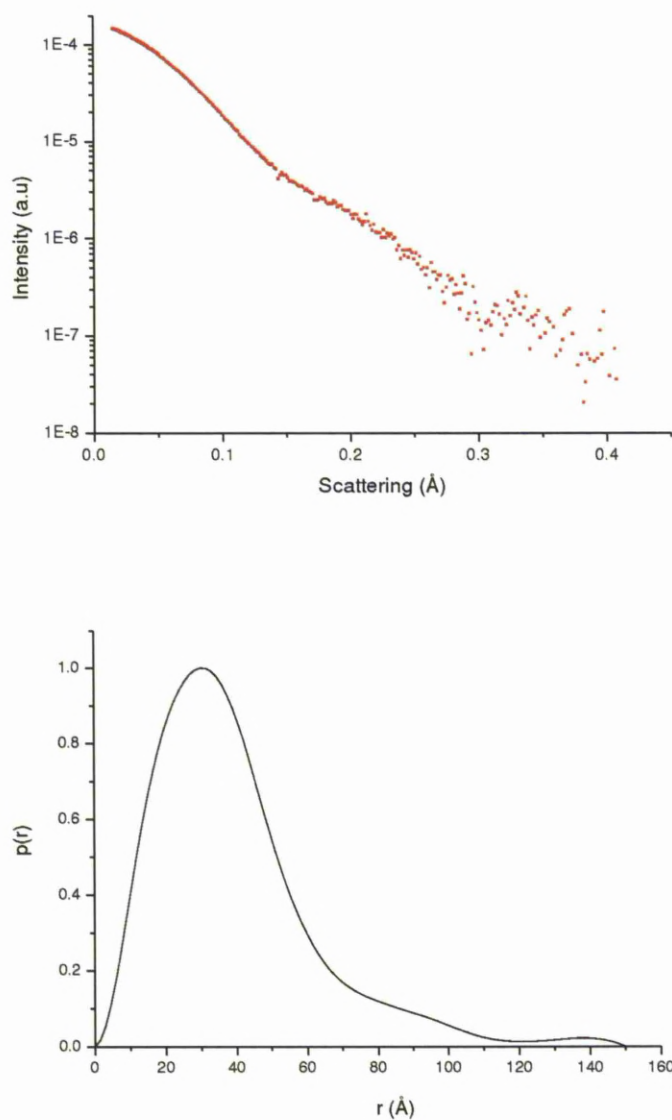 1E-4
1E-5
1E-6
1E-7
1E-8
Intensity (a.u)
0.0 0.1 0.2 0.3 0.4
Scattering (Å)
1.0
0.8
0.6
0.4
0.2
0.0
p(r)
0 20 40 60 80 100 120 140 160
r (Å)